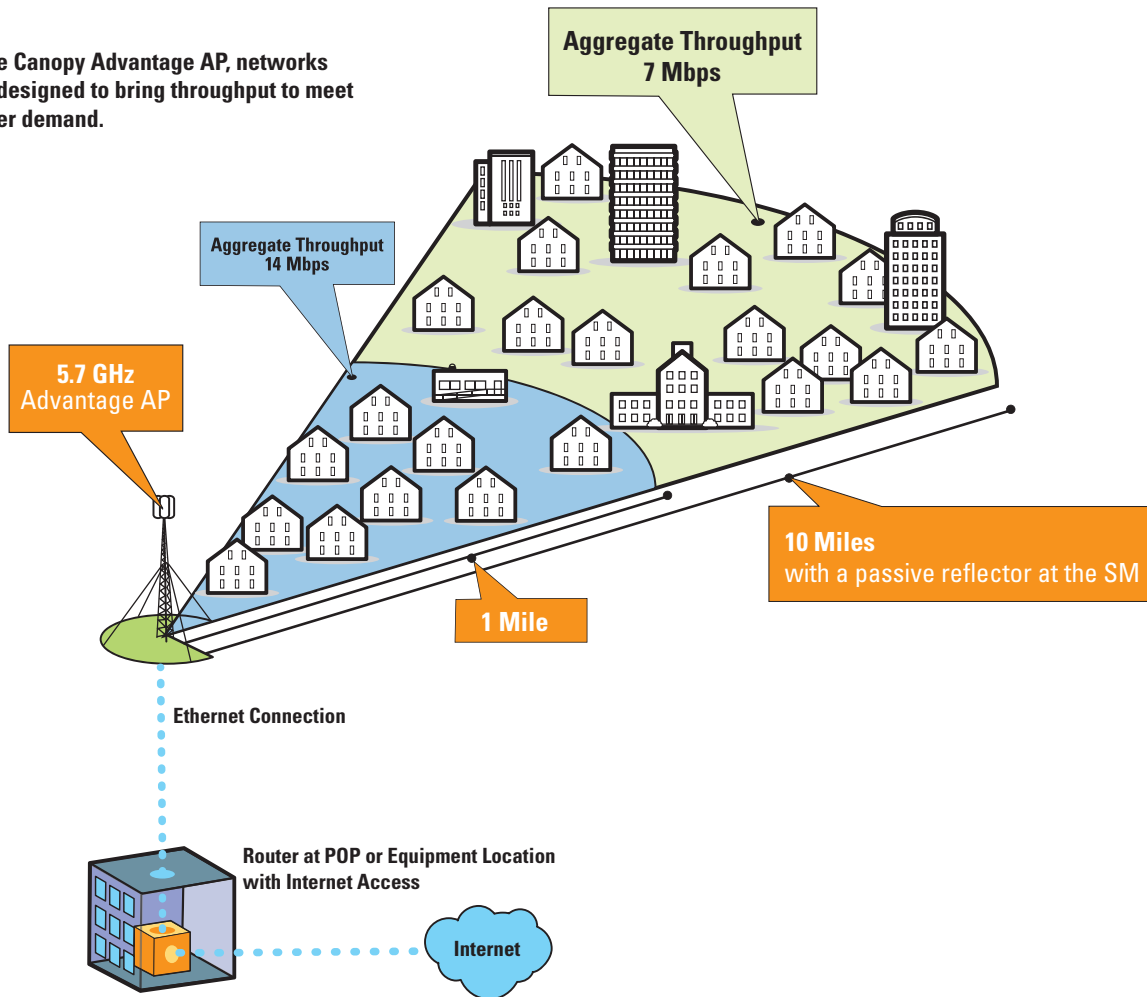 e Canopy Advantage AP, networks
designed to bring throughput to meet
er demand.
Aggregate Throughput
7 Mbps
Aggregate Throughput
14 Mbps
5.7 GHz
Advantage AP
10 Miles
with a passive reflector at the SM
1 Mile
Ethernet Connection
Router at POP or Equipment Location
with Internet Access
Internet